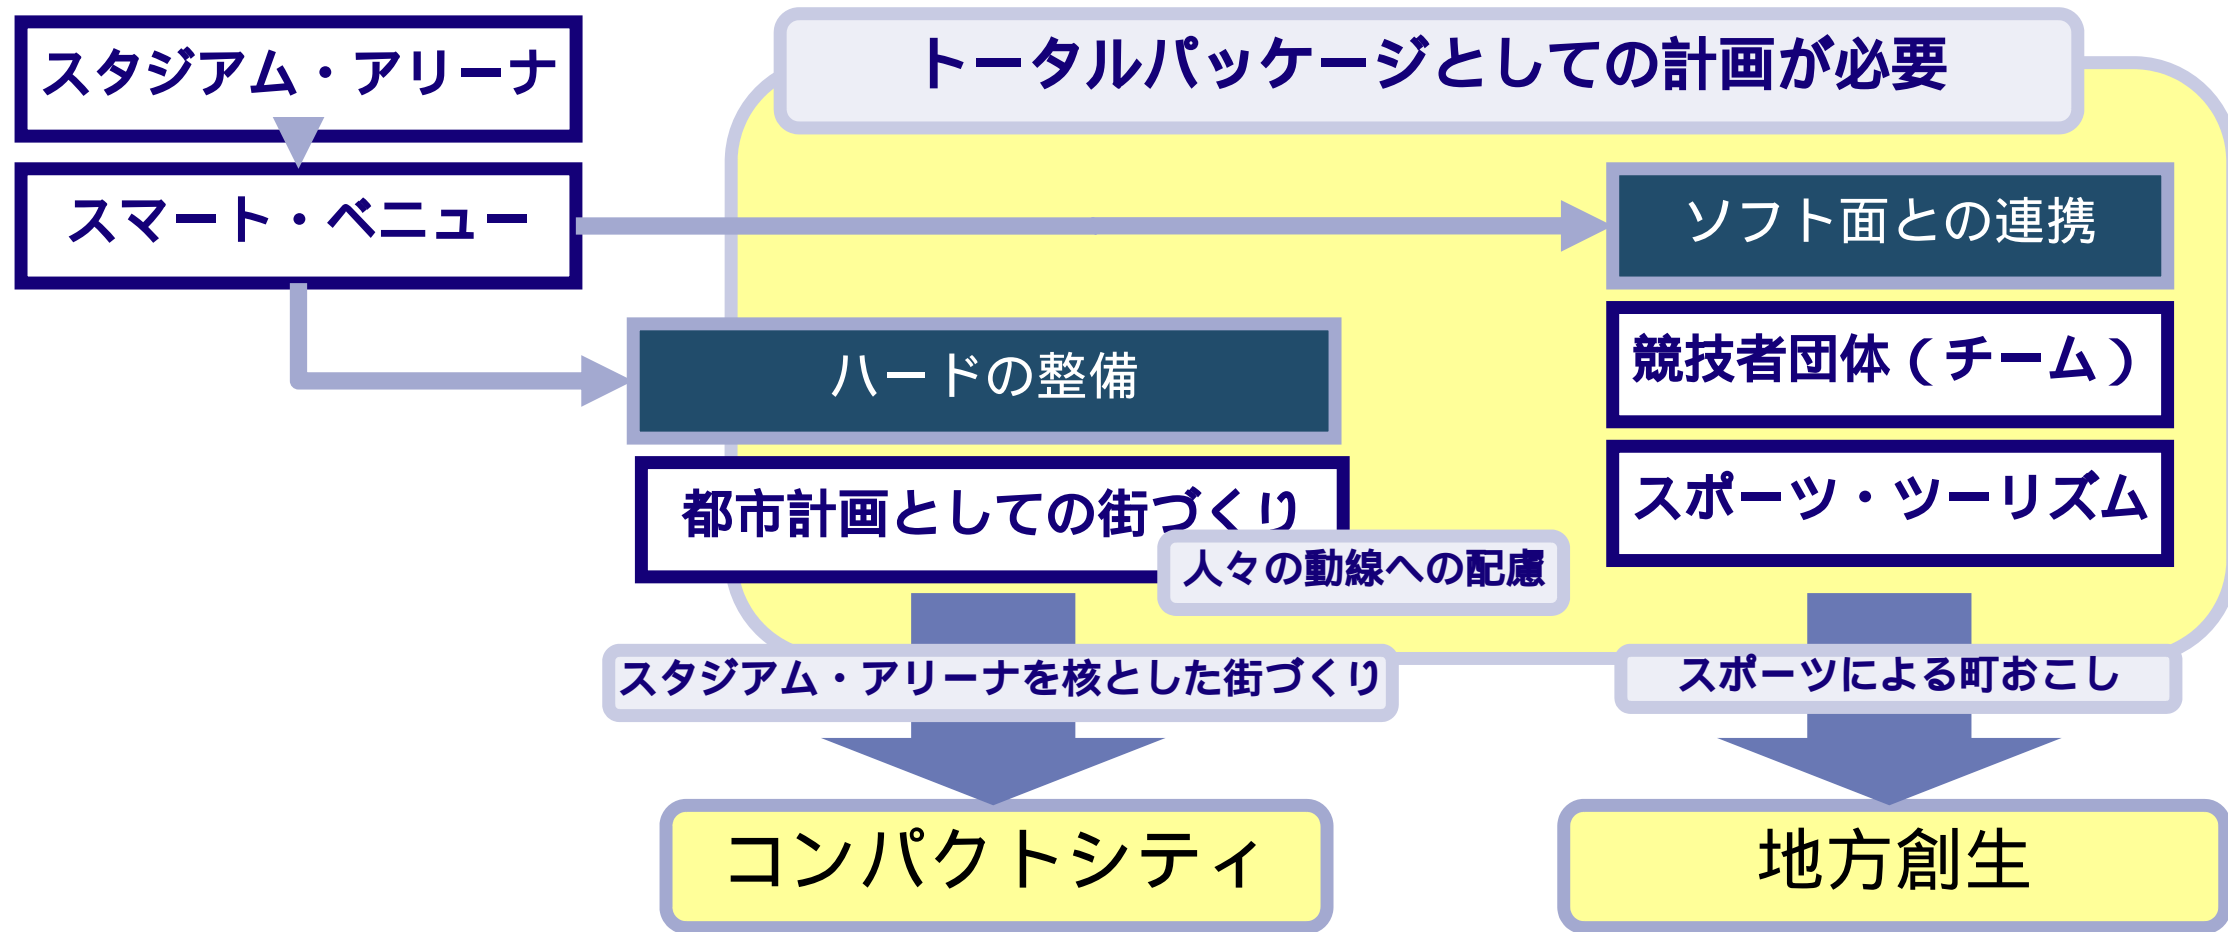 スタジアム・アリーナ
トータルパッケージとしての計画が必要
スマート・ベニュー
ソフト面との連携
ハードの整備
競技者団体（チーム）
都市計画としての街づくり
スポーツ・ツーリズム
人々の動線への配慮
スタジアム・アリーナを核とした街づくり
スポーツによる町おこし
コンパクトシティ
地方創生